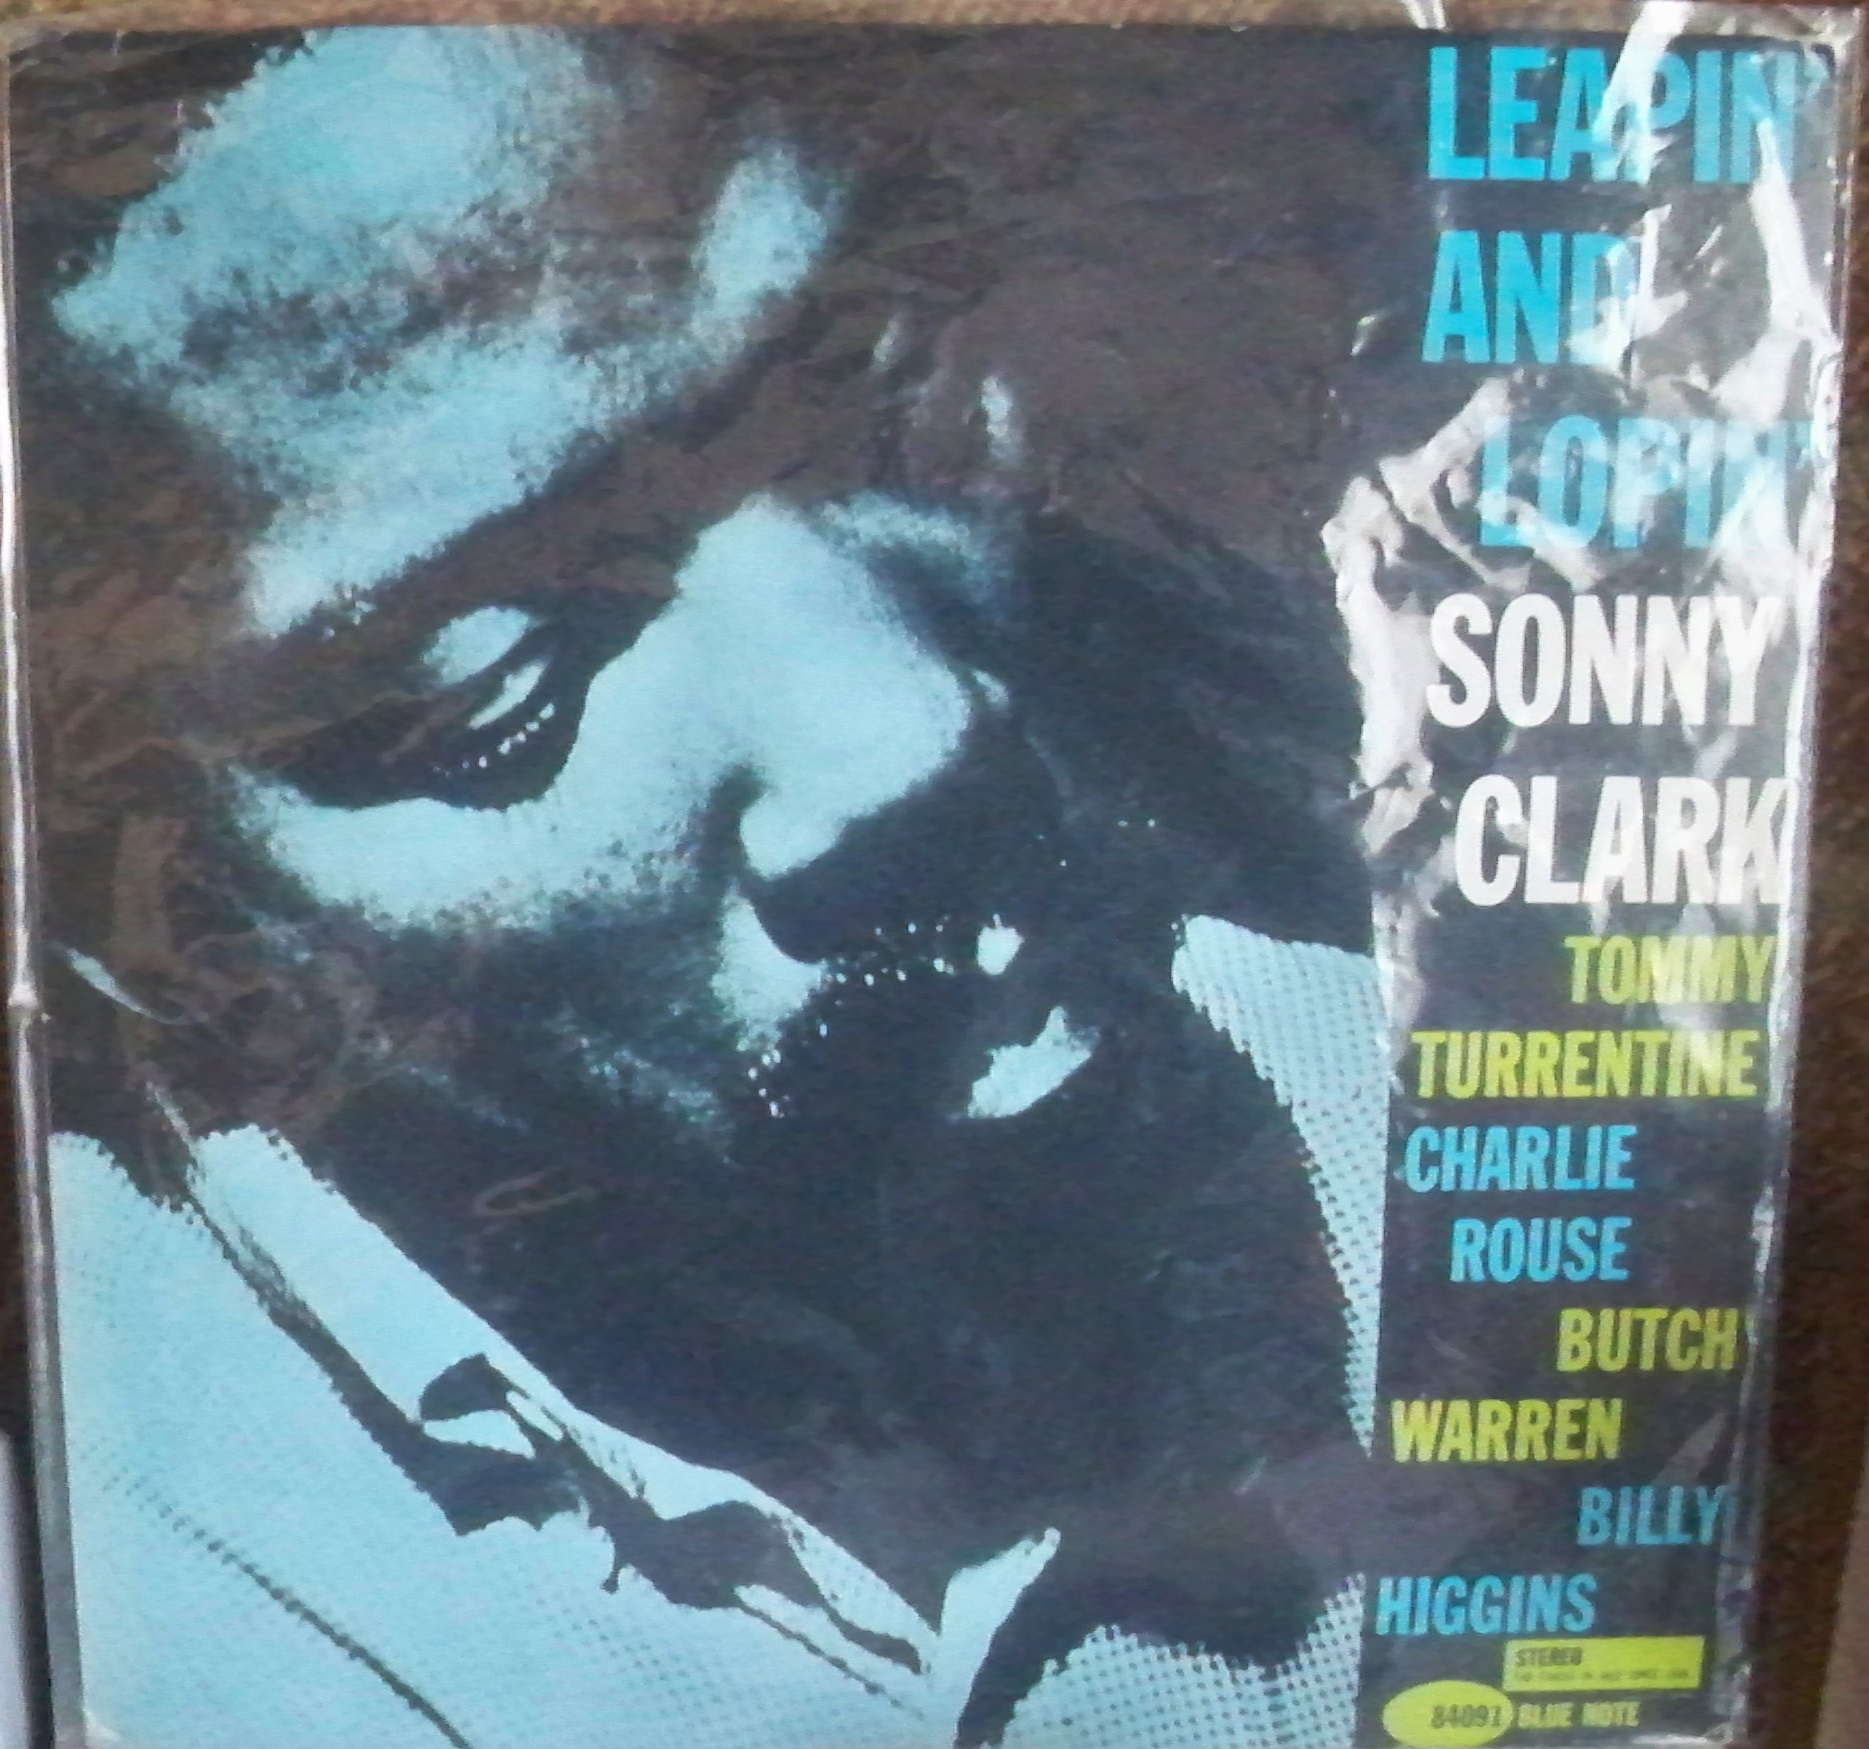 LEAPIN'
AND
LOPIN'
SONNY
CLARK
TOMMY
TURRENTINE
CHARLIE
ROUSE
BUTCH
WARREN
BILLY
HIGGINS
STEREO
84091 BLUE NOTE